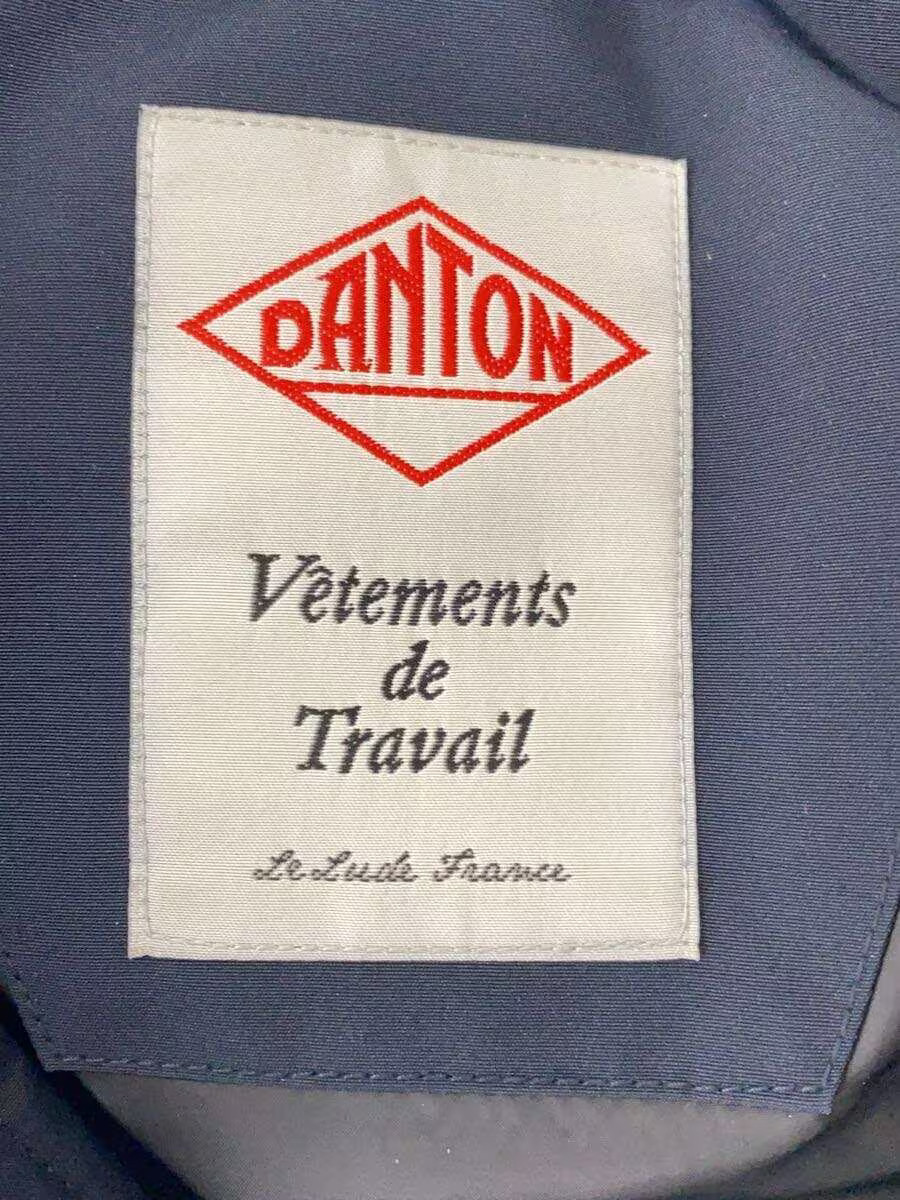 DANTON
Vêtements
de
Travail
Le Lude France